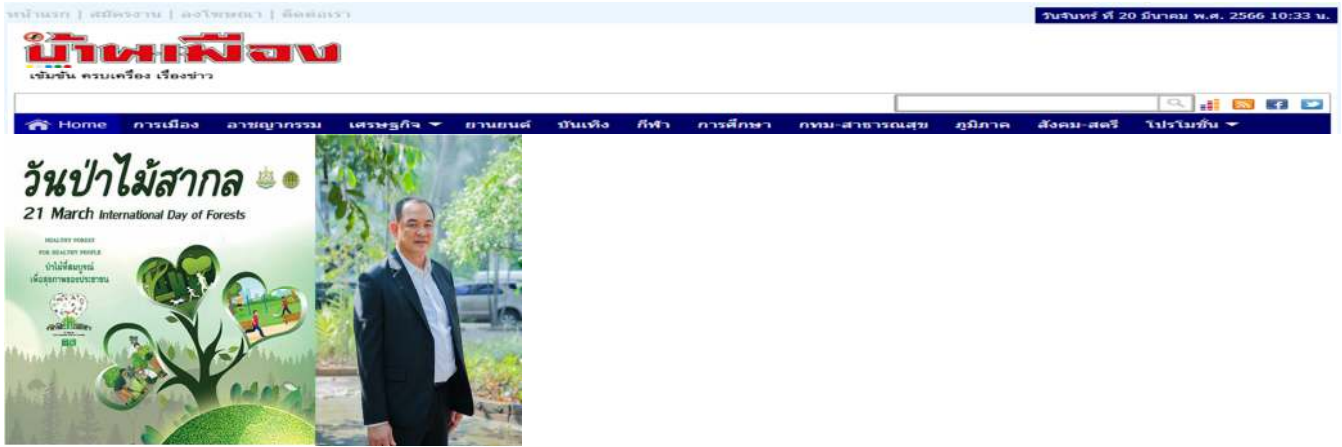 หน้าแรก | สมัครงาน | ลงโฆษณา | ติดต่อเรา
วันจันทร์ ที่ 20 มีนาคม พ.ศ. 2566 10:33 น.
บ้านเมือง
เข้มข้น ครบเครื่อง เรื่องข่าว
Home การเมือง อาชญากรรม เศรษฐกิจ ยานยนต์ บันเทิง กีฬา การศึกษา กทม-สาธารณสุข ภูมิภาค สังคม-สตรี โปรโมชั่น
วันป่าไม้สากล
21 March International Day of Forests
HEALTHY FOREST
FOR HEALTHY PEOPLE
ป่าไม้ที่สมบูรณ์
เพื่อสุขภาพของประชาชน